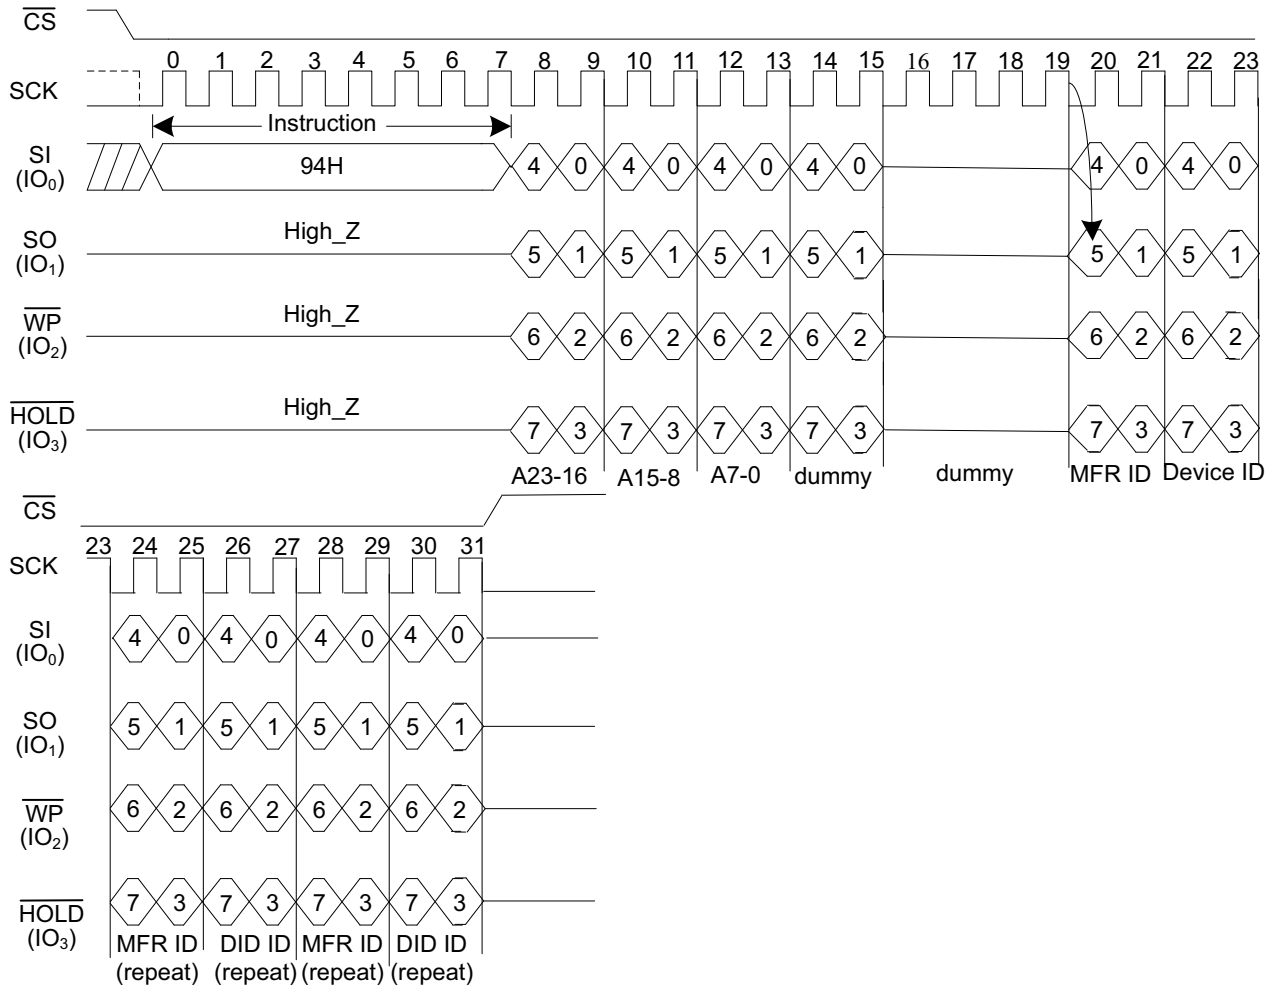 CS
0 1 2 3 4 5 6 7 8 9 10 11 12 13 14 15 16 17 18 19 20 21 22 23
SCK
Instruction
SI
(IO0)
94H
4 0 4 0 4 0 4 0 4 0 4 0
SO
(IO1)
High_Z
5 1 5 1 5 1 5 1 5 1 5 1
WP
(IO2)
High_Z
6 2 6 2 6 2 6 2 6 2 6 2
HOLD
(IO3)
High_Z
7 3 7 3 7 3 7 3 7 3 7 3
A23-16 A15-8 A7-0 dummy dummy MFR ID Device ID
CS
23 24 25 26 27 28 29 30 31
SCK
SI
(IO0)
4 0 4 0 4 0 4 0
SO
(IO1)
5 1 5 1 5 1 5 1
WP
(IO2)
6 2 6 2 6 2 6 2
HOLD
(IO3)
7 3 7 3 7 3 7 3
MFR ID DID ID MFR ID DID ID
(repeat) (repeat) (repeat) (repeat)